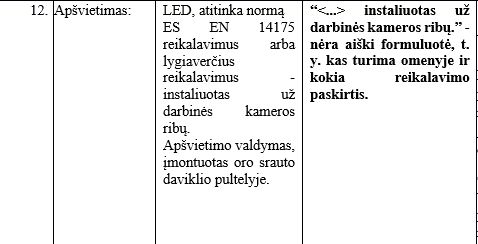 12. Apšvietimas:
LED, atitinka normą
ES EN 14175
reikalavimus arba
lygiaverčius
reikalavimus -
instaliuotas už
darbinės kameros
ribų.
Apšvietimo valdymas,
įmontuotas oro srauto
daviklio pultelyje.
“<...> instaliuotas už
darbinės kameros ribų.” -
nėra aiški formuluotė, t.
y. kas turima omenyje ir
kokia reikalavimo
paskirtis.